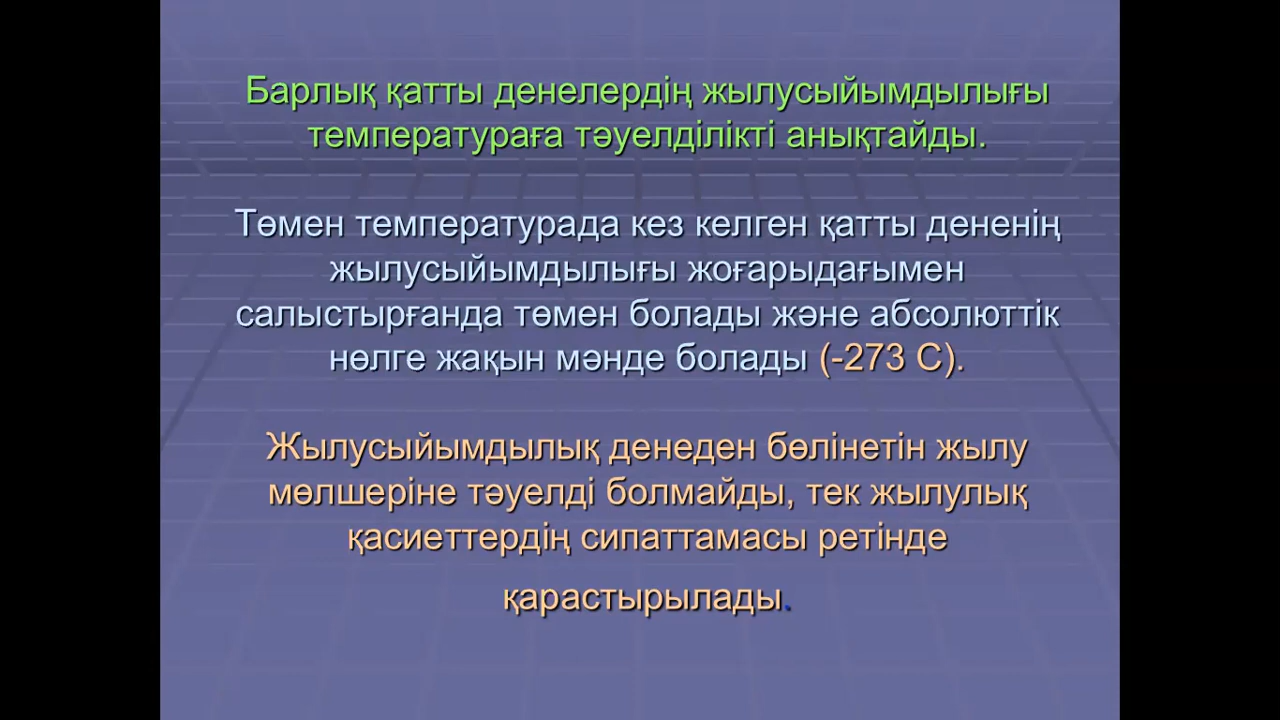 Барлық қатты денелердің жылусыйымдылығы
температураға тәуелділікті анықтайды.
Төмен температурада кез келген қатты дененің
жылусыйымдылығы жоғарыдағымен
салыстырғанда төмен болады және абсолюттік
нөлге жақын мәнде болады (-273 С).
Жылусыйымдылық денеден бөлінетін жылу
мөлшеріне тәуелді болмайды, тек жылулық
қасиеттердің сипаттамасы ретінде
қарастырылады.